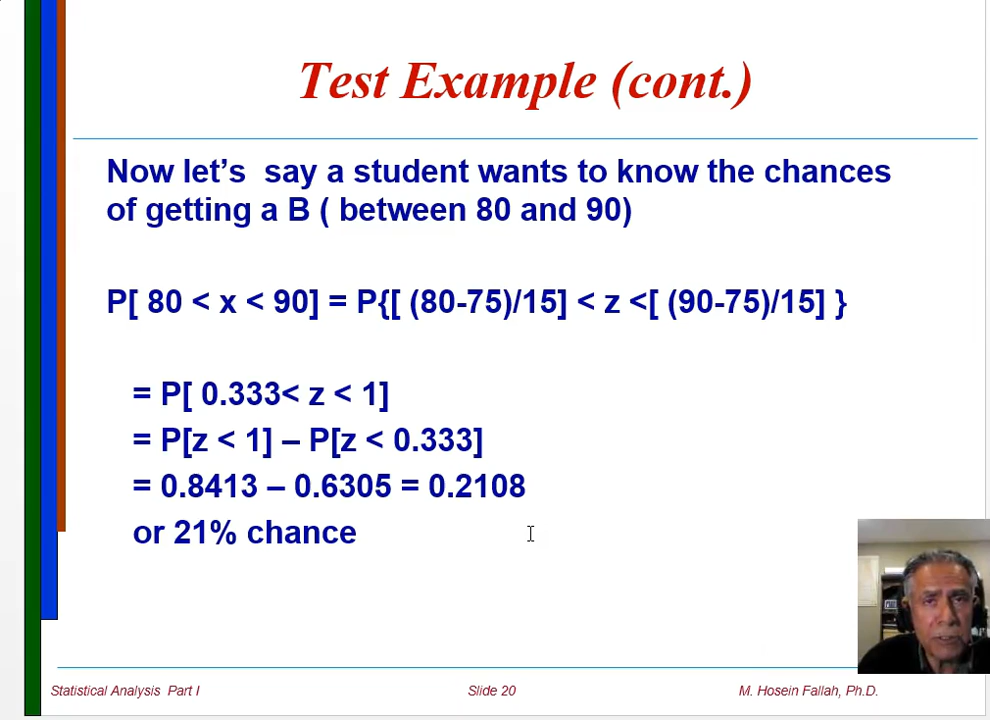 Test Example (cont.)
Now let’s say a student wants to know the chances
of getting a B ( between 80 and 90)
P[ 80 < x < 90] = P{[ (80-75)/15] < z <[ (90-75)/15] }
= P[ 0.333< z < 1]
= P[z < 1] – P[z < 0.333]
= 0.8413 – 0.6305 = 0.2108
or 21% chance
Statistical Analysis Part I
Slide 20
M. Hosein Fallah, Ph.D.